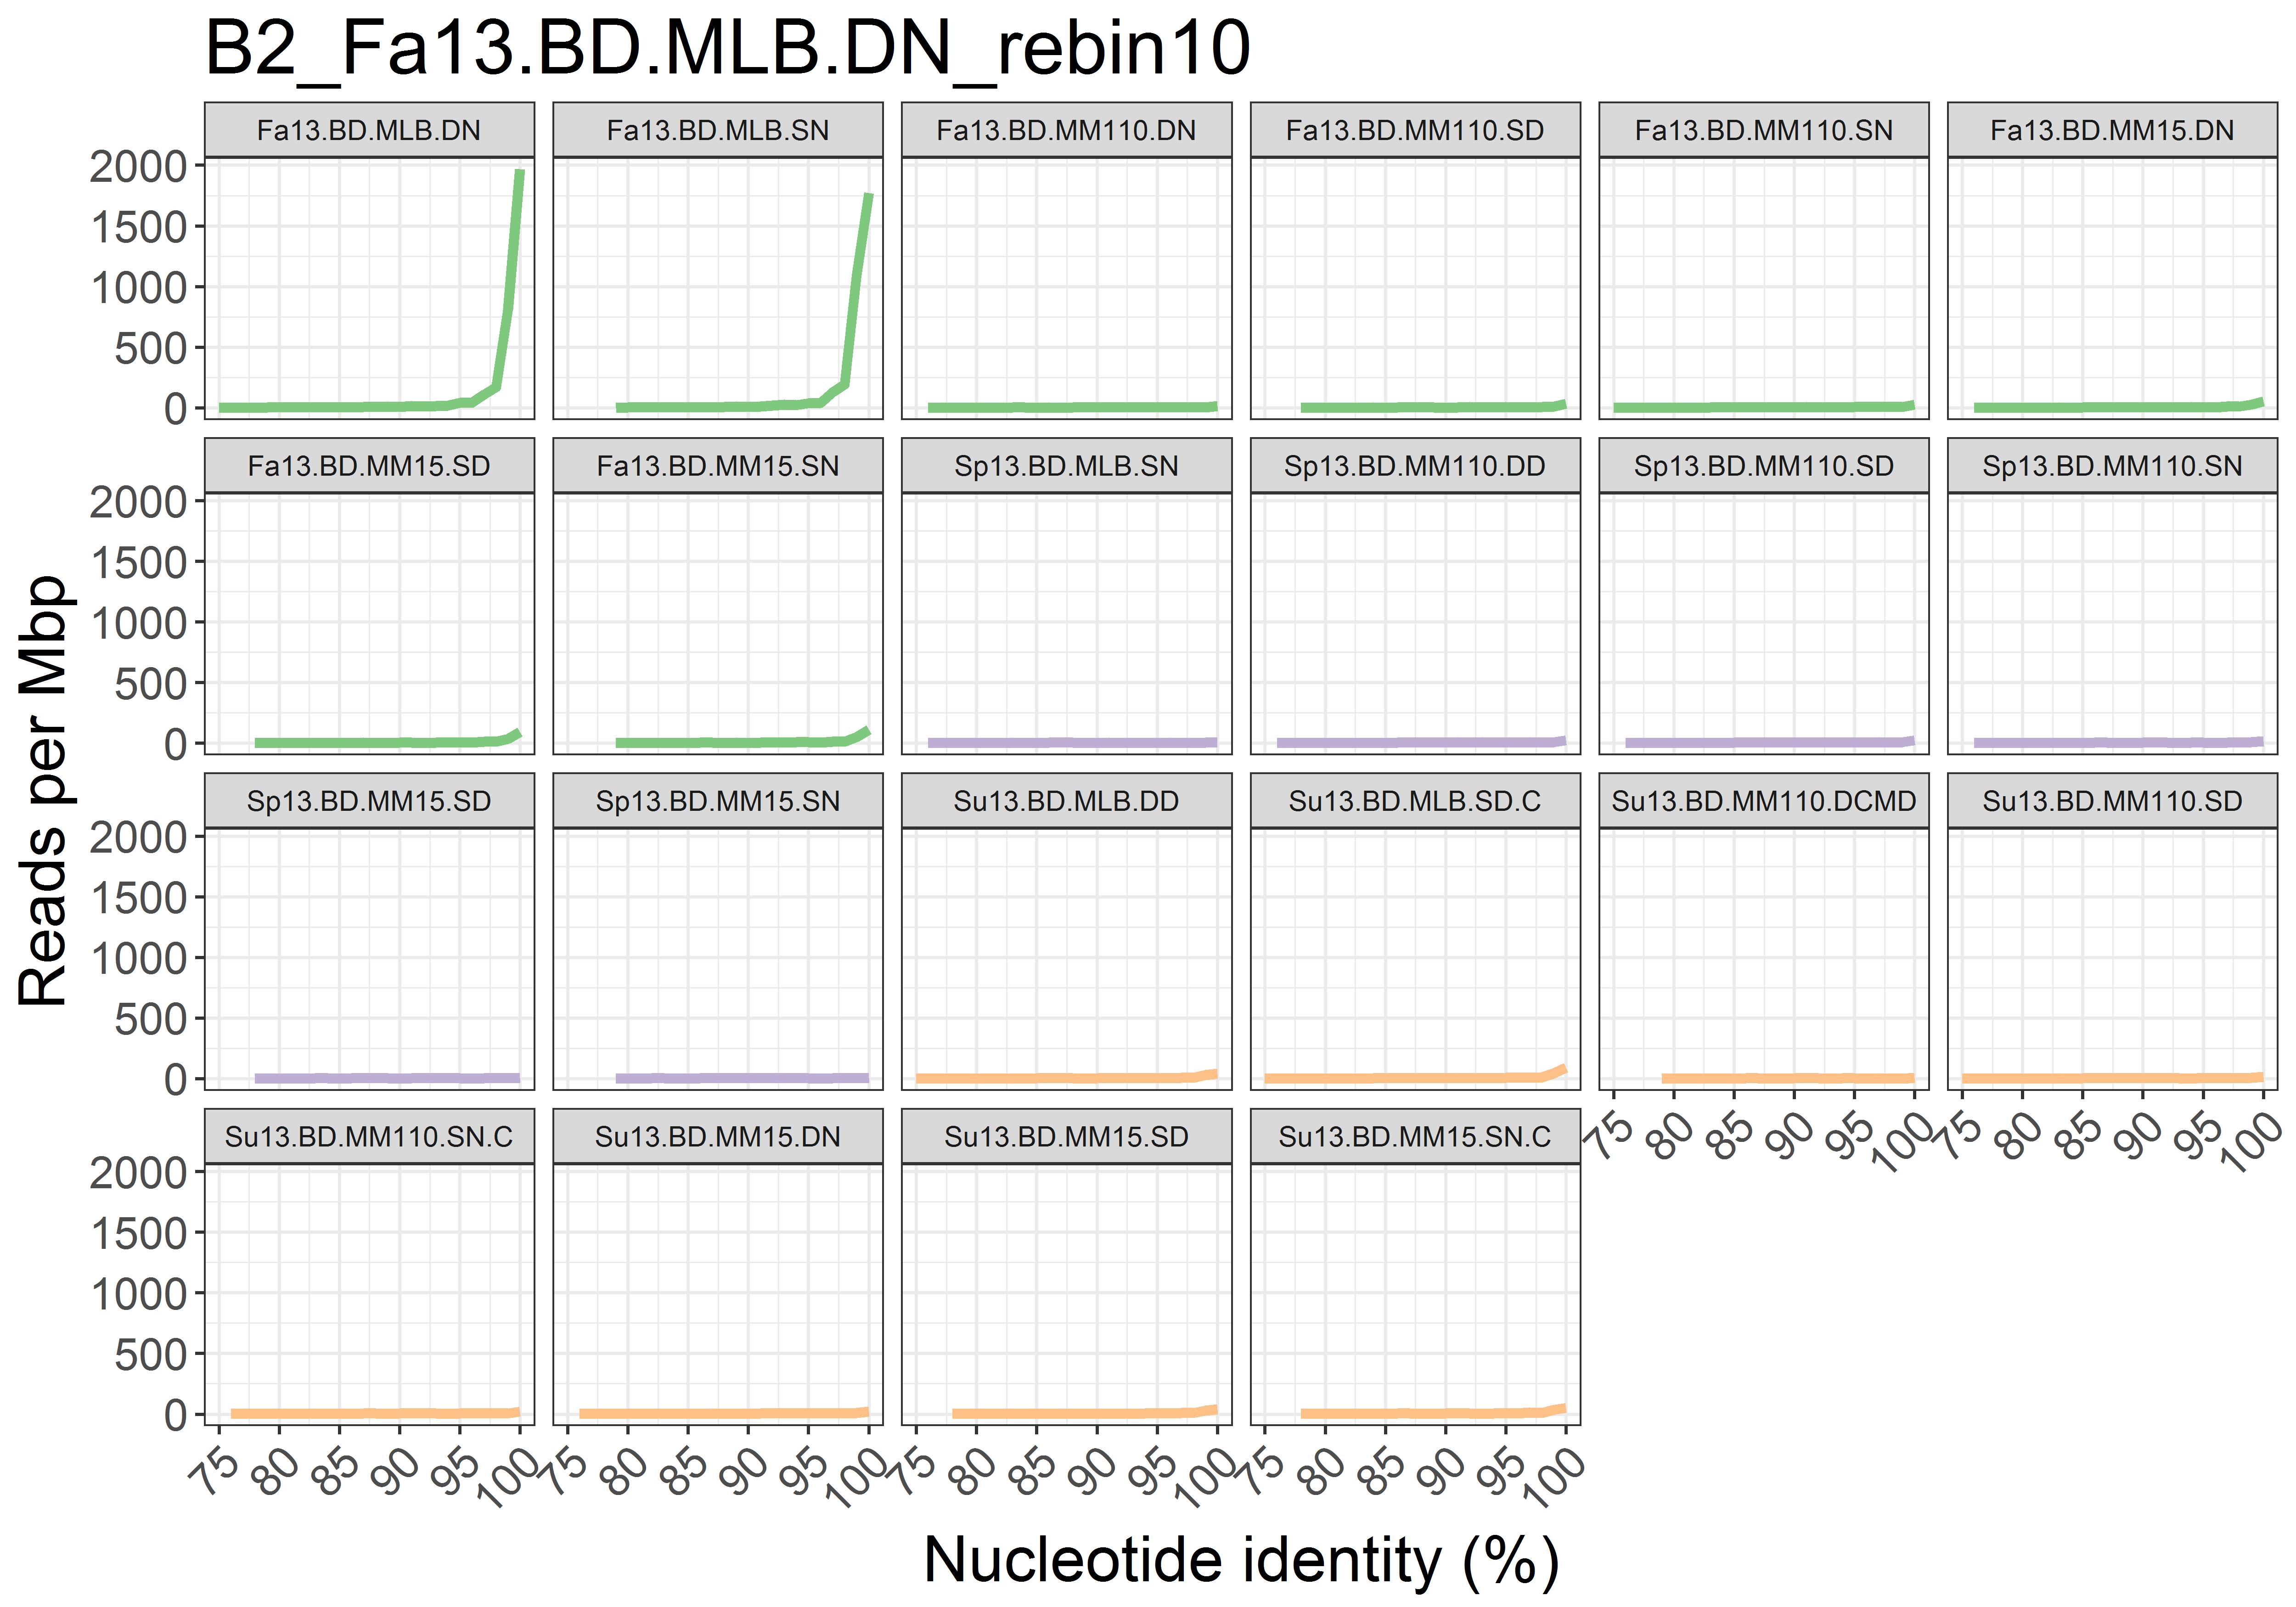 B2_Fa13.BD.MLB.DN_rebin10
Fa13.BD.MLB.DN Fa13.BD.MLB.SN Fa13.BD.MM110.DN Fa13.BD.MM110.SD Fa13.BD.MM110.SN Fa13.BD.MM15.DN
2000
1500
1000
500
0
Fa13.BD.MM15.SD Fa13.BD.MM15.SN Sp13.BD.MLB.SN Sp13.BD.MM110.DD Sp13.BD.MM110.SD Sp13.BD.MM110.SN
2000
1500
1000
500
0
Reads per Mbp
Sp13.BD.MM15.SD Sp13.BD.MM15.SN Su13.BD.MLB.DD Su13.BD.MLB.SD.C Su13.BD.MM110.DCMD Su13.BD.MM110.SD
2000
1500
1000
500
0
75 80 85 90 95 100 75 80 85 90 95 100
Su13.BD.MM110.SN.C Su13.BD.MM15.DN Su13.BD.MM15.SD Su13.BD.MM15.SN.C
2000
1500
1000
500
0
75 80 85 90 95 100 75 80 85 90 95 100 75 80 85 90 95 100 75 80 85 90 95 100
Nucleotide identity (%)